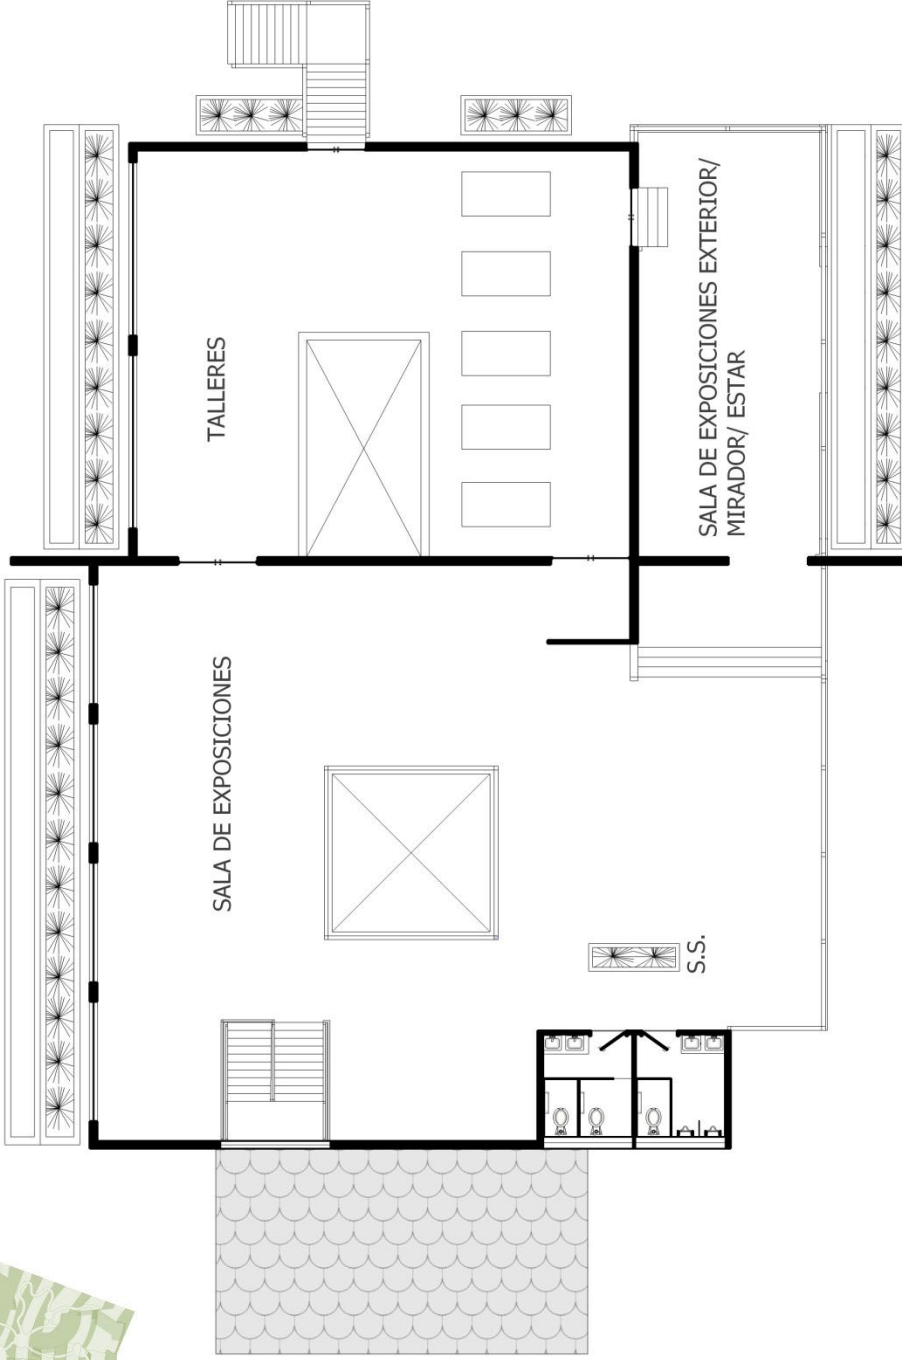 TALLERES
SALA DE EXPOSICIONES EXTERIOR/
MIRADOR/ ESTAR
SALA DE EXPOSICIONES
S.S.